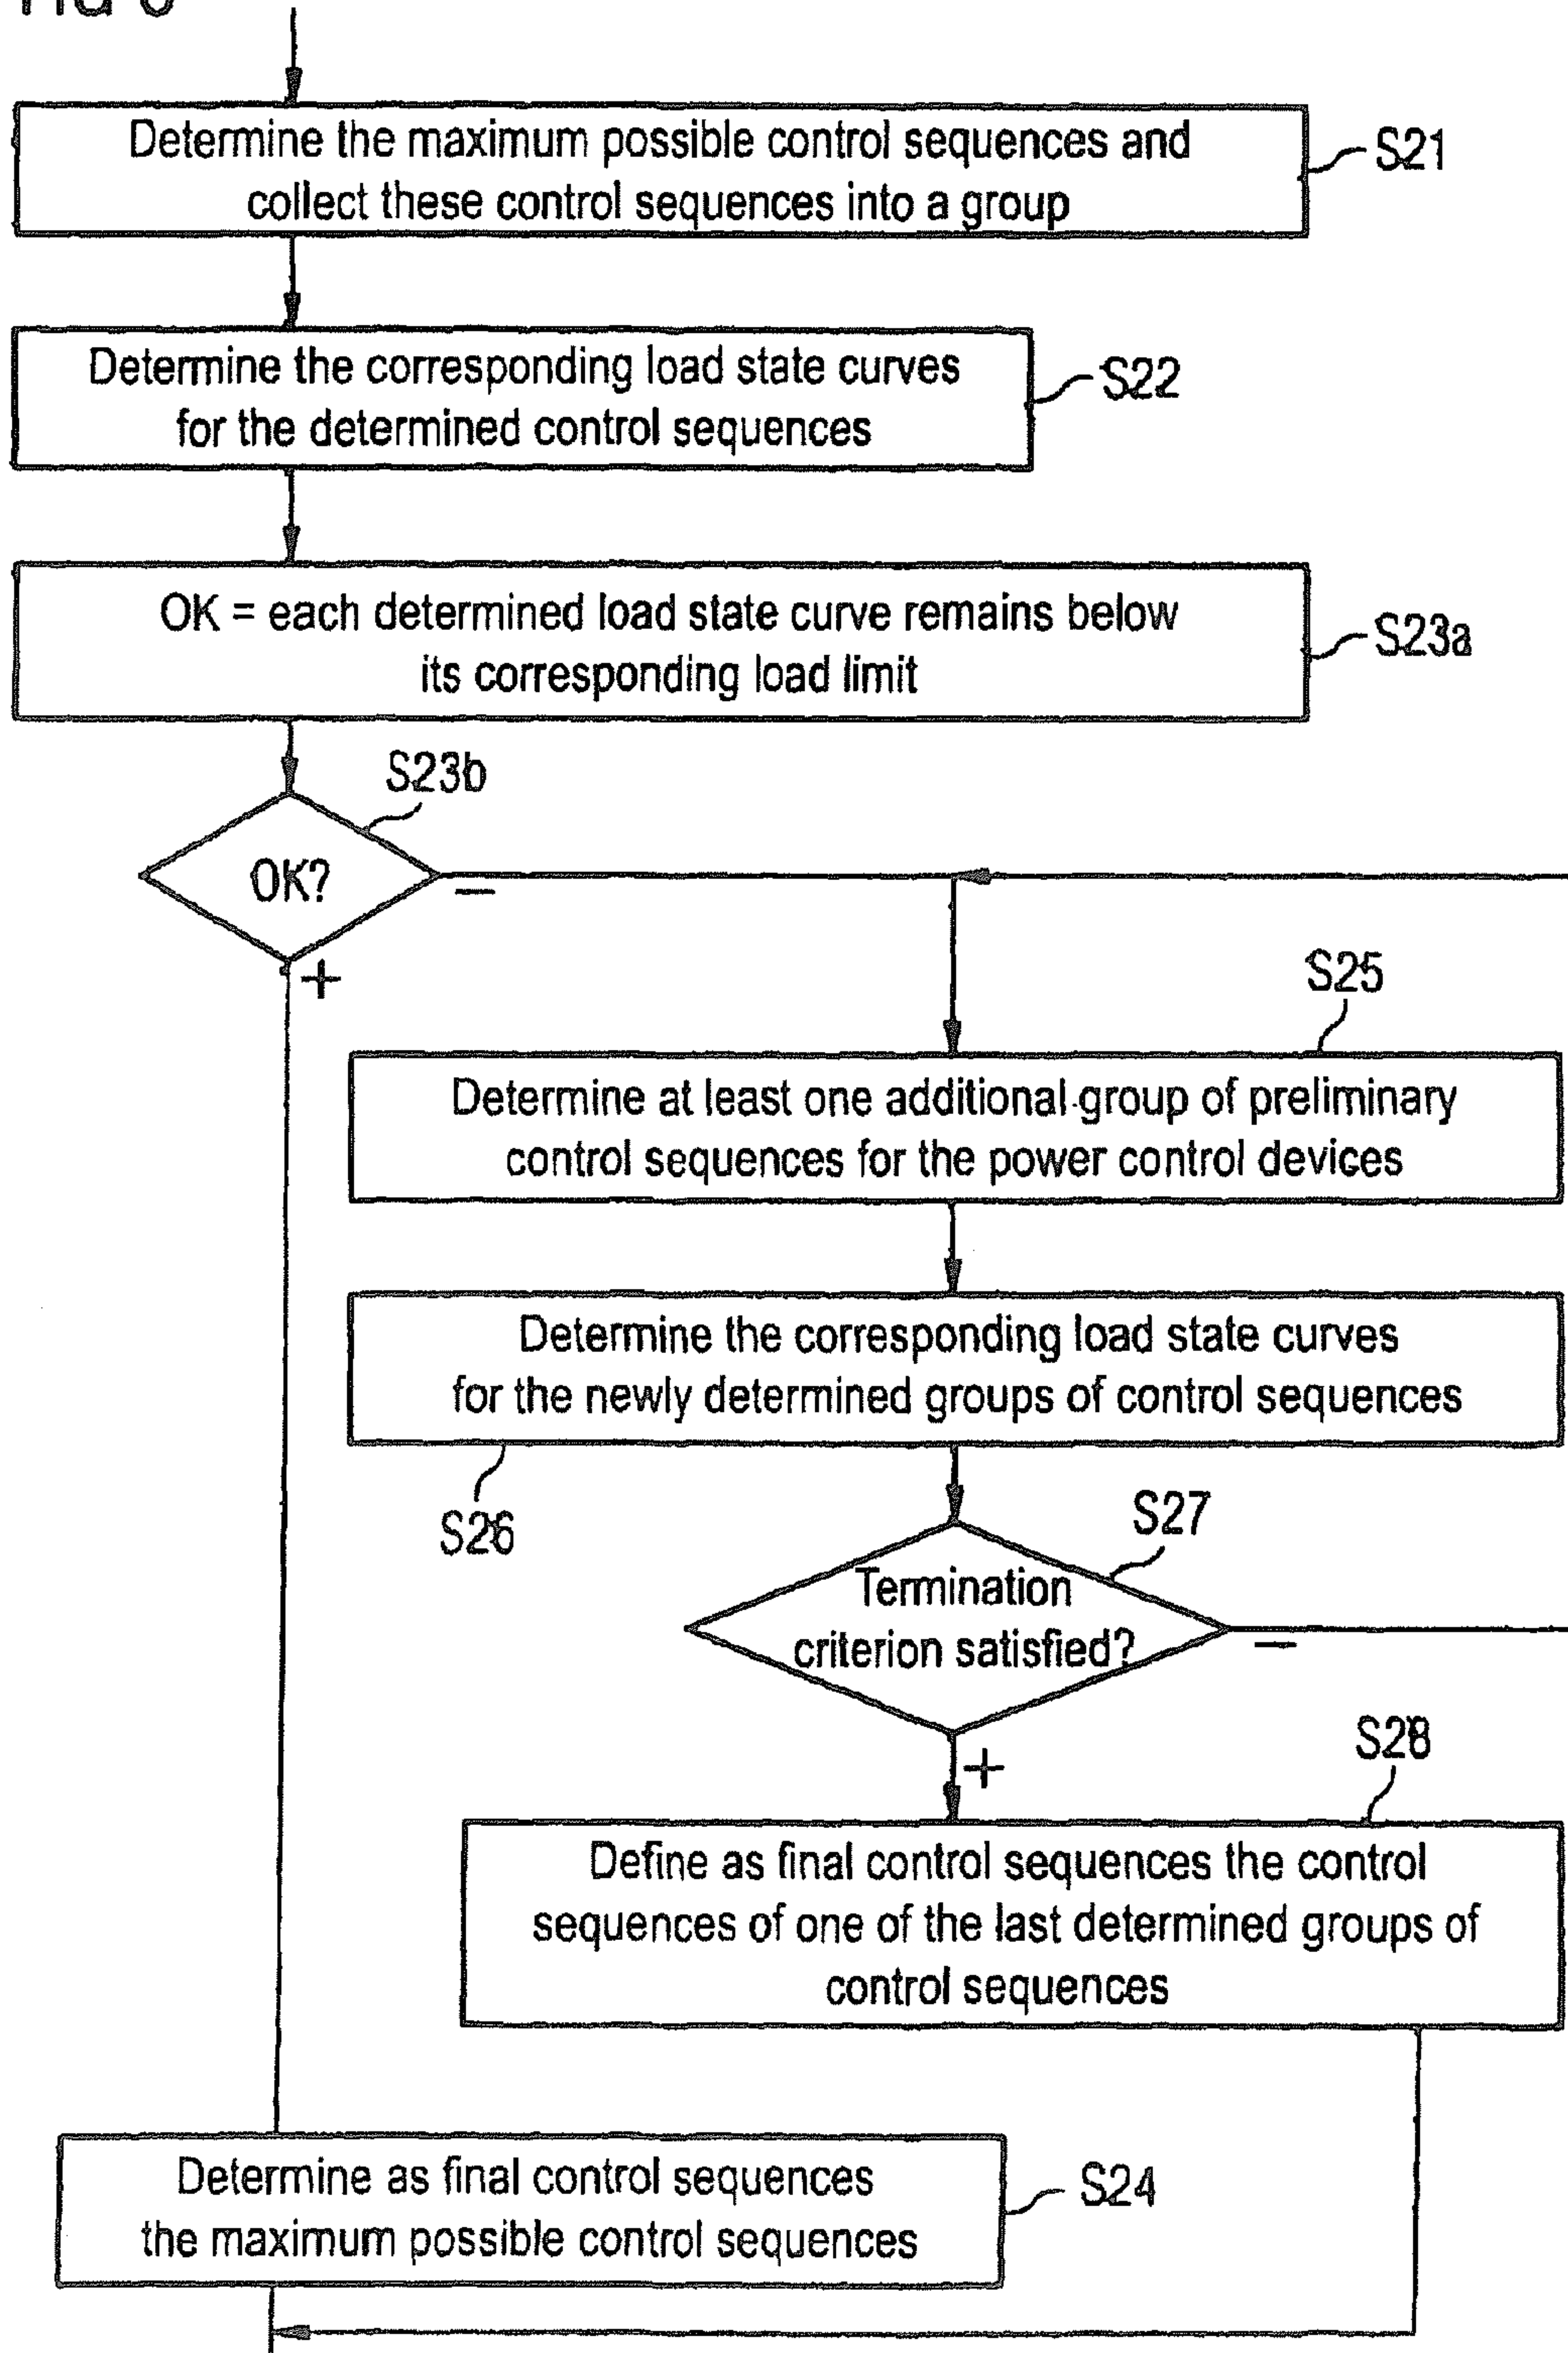 Determine the maximum possible control sequences and
collect these control sequences into a group
S21
Determine the corresponding load state curves
for the determined control sequences
S22
OK = each determined load state curve remains below
its corresponding load limit
S23a
S23b
OK?
−
+
S25
Determine at least one additional group of preliminary
control sequences for the power control devices
Determine the corresponding load state curves
for the newly determined groups of control sequences
S26
S27
Termination
criterion satisfied?
−
+
S28
Define as final control sequences the control
sequences of one of the last determined groups of
control sequences
Determine as final control sequences
the maximum possible control sequences
S24